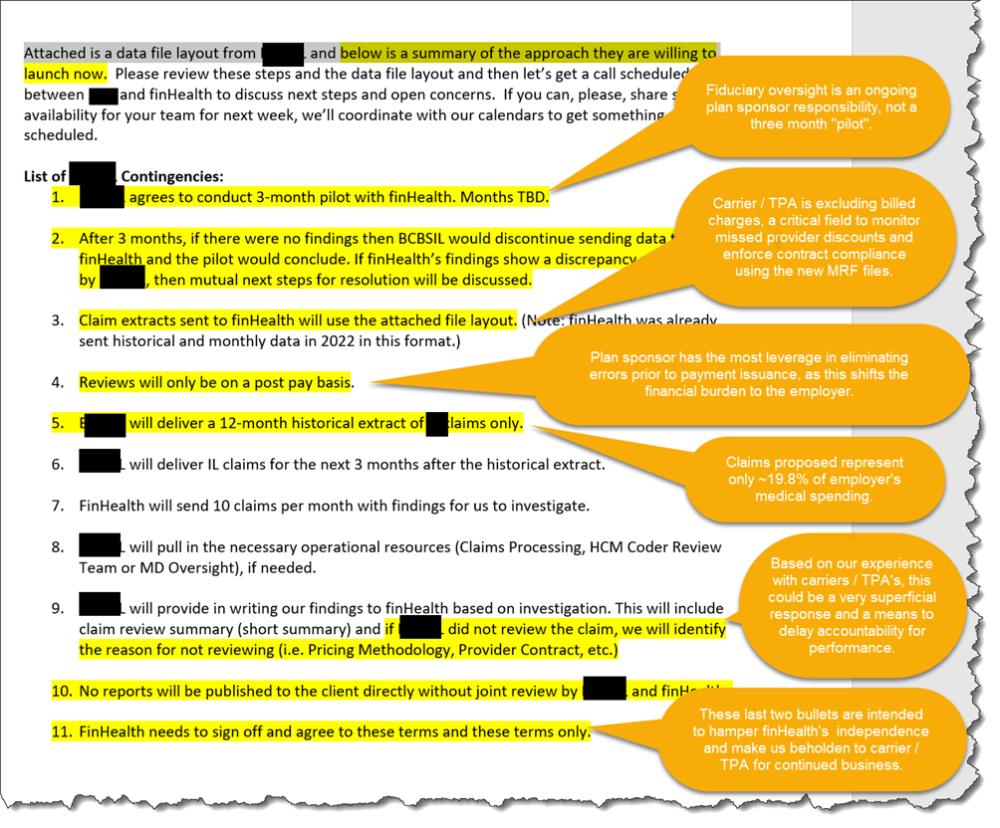 Attached is a data file layout from L and below is a summary of the approach they are willing to
launch now. Please review these steps and the data file layout and then let's get a call scheduled
between and finHealth to discuss next steps and open concerns. If you can, please, share
availability for your team for next week, we'll coordinate with our calendars to get something
scheduled.
Fiduciary oversight is an ongoing
plan sponsor responsibility, not a
three month "pilot".
List of Contingencies:
1. agrees to conduct 3-month pilot with finHealth. Months TBD.
Carrier / TPA is excluding billed
charges, a critical field to monitor
missed provider discounts and
enforce contract compliance
using the new MRF files.
2. After 3 months, if there were no findings then BCBSIL would discontinue sending data
finHealth and the pilot would conclude. If finHealth's findings show a discrepancy
by , then mutual next steps for resolution will be discussed.
3. Claim extracts sent to finHealth will use the attached file layout. (Note: finHealth was already
sent historical and monthly data in 2022 in this format.)
Plan sponsor has the most leverage in eliminating
errors prior to payment issuance, as this shifts the
financial burden to the employer.
4. Reviews will only be on a post pay basis.
5. will deliver a 12-month historical extract of claims only.
Claims proposed represent
only ~19.8% of employer's
medical spending.
6. L will deliver IL claims for the next 3 months after the historical extract.
7. FinHealth will send 10 claims per month with findings for us to investigate.
8. L will pull in the necessary operational resources (Claims Processing, HCM Coder Review
Team or MD Oversight), if needed.
Based on our experience
with carriers / TPA's, this
could be a very superficial
response and a means to
delay accountability for
performance.
9. L will provide in writing our findings to finHealth based on investigation. This will include
claim review summary (short summary) and if did not review the claim, we will identify
the reason for not reviewing (i.e. Pricing Methodology, Provider Contract, etc.)
10. No reports will be published to the client directly without joint review by and finHealth.
11. FinHealth needs to sign off and agree to these terms and these terms only.
These last two bullets are intended
to hamper finHealth's independence
and make us beholden to carrier /
TPA for continued business.